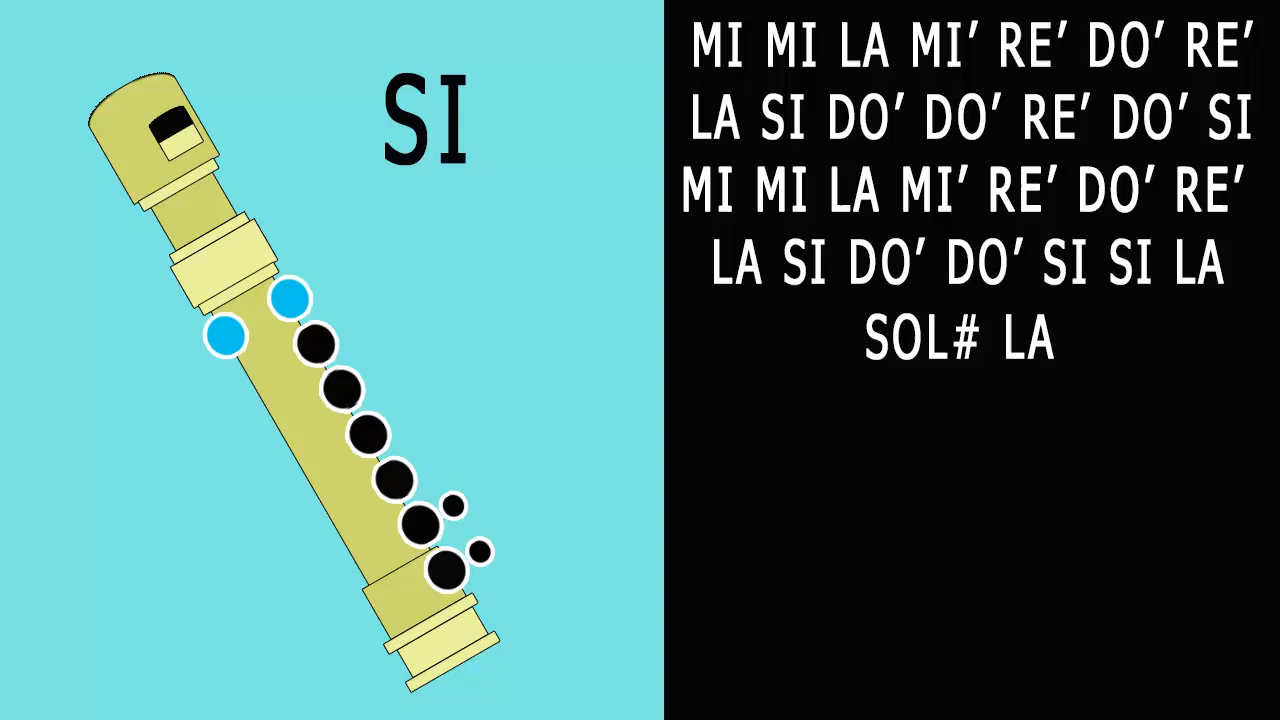 SI
MI MI LA MI’ RE’ DO’ RE’
LA SI DO’ DO’ RE’ DO’ SI
MI MI LA MI’ RE’ DO’ RE’
LA SI DO’ DO’ SI SI LA
SOL# LA